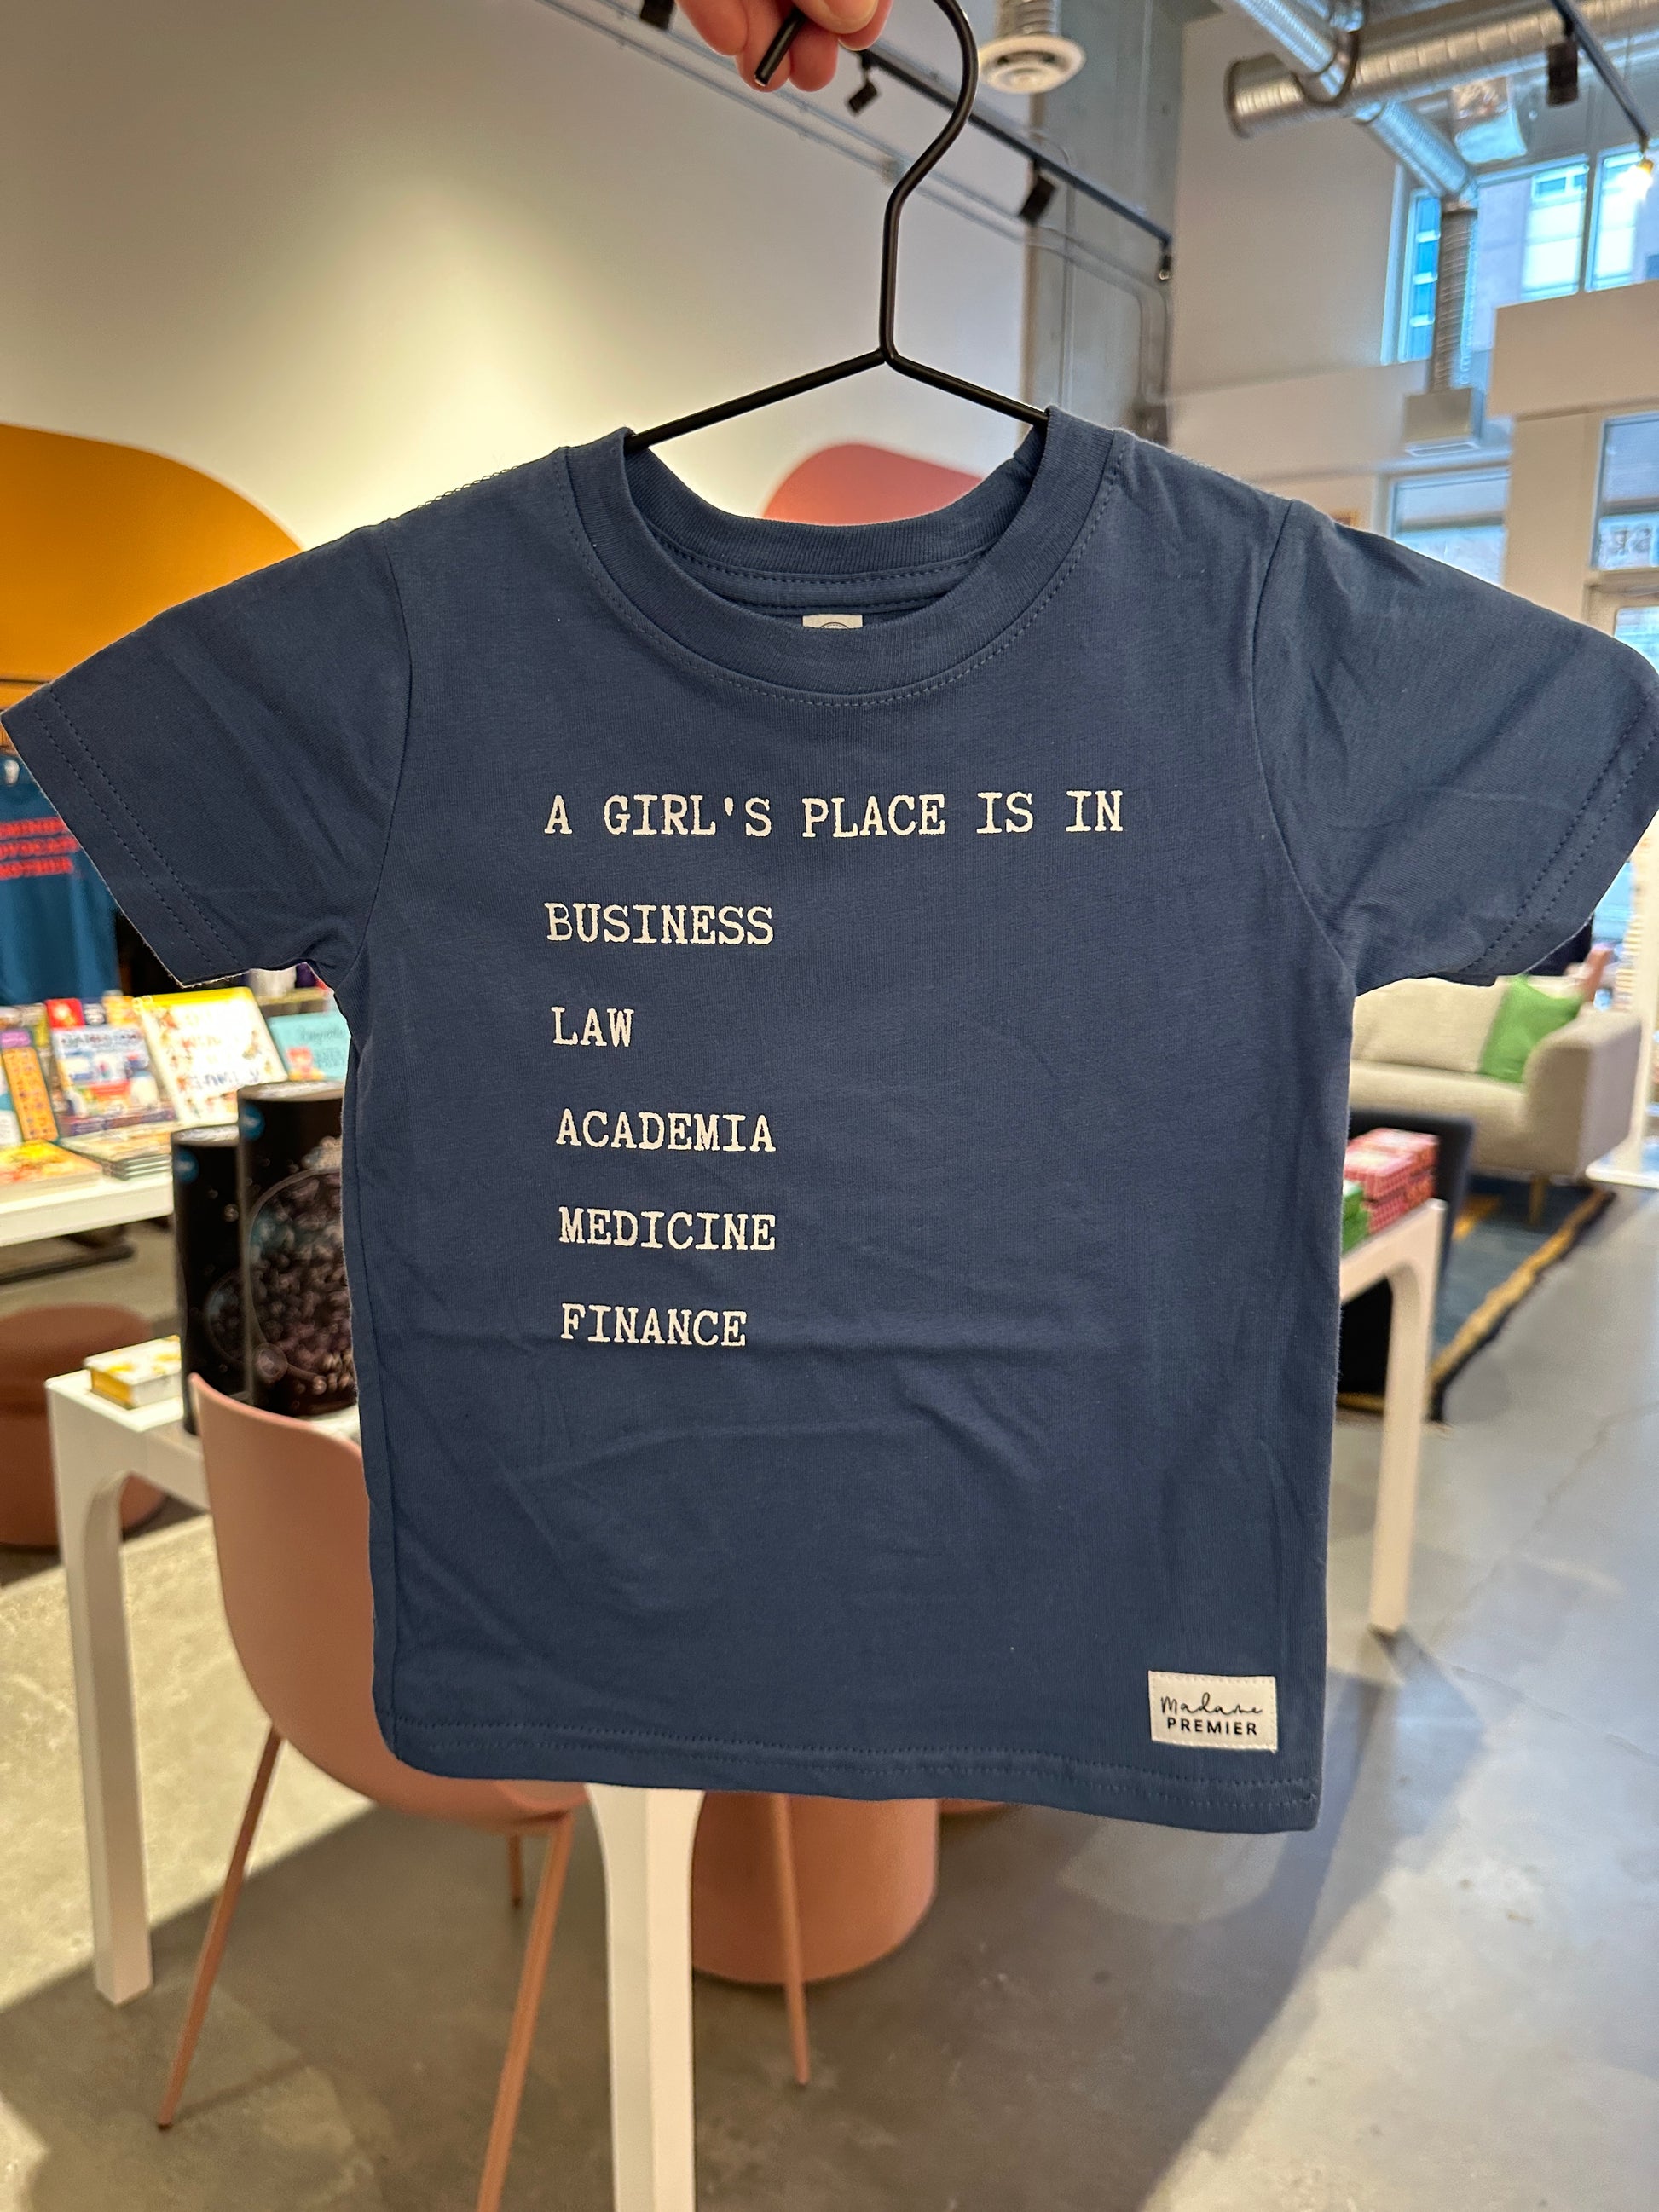 A GIRL'S PLACE IS IN
BUSINESS
LAW
ACADEMIA
MEDICINE
FINANCE
Madame
PREMIER